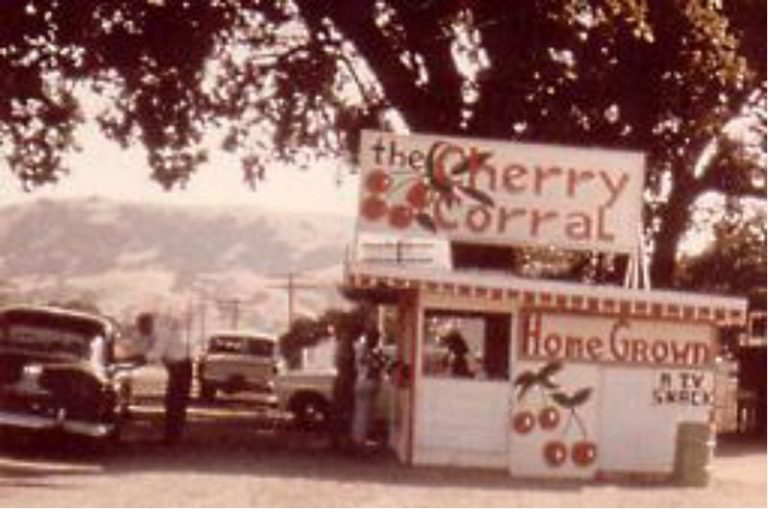 the Cherry
Corral
Home Grown
A TV
SNACK